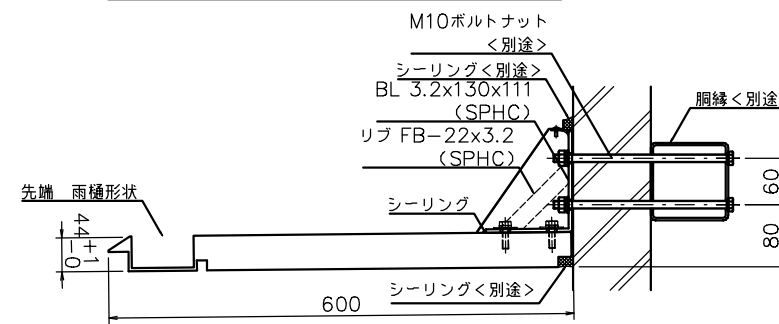 M10ボルトナット
<別途>
シーリング<別途>
BL 3.2x130x111
(SPHC)
リブ FB-22x3.2
(SPHC)
胴縁<別途
先端 雨樋形状
シーリング
44 +1 -0
60
80
シーリング<別途>
600